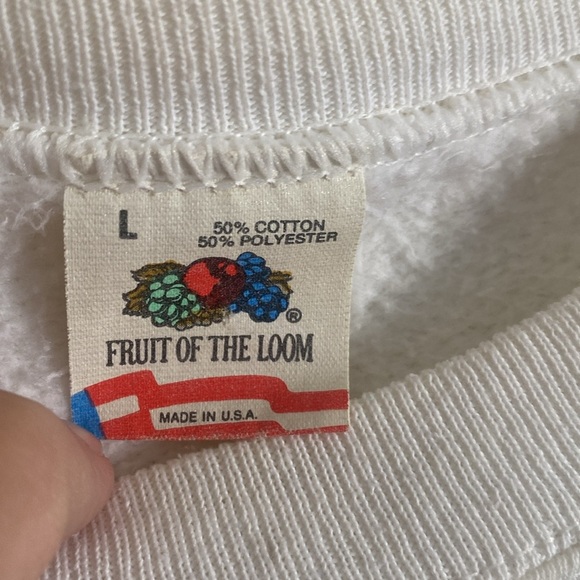 L
50% COTTON
50% POLYESTER
®
FRUIT OF THE LOOM
MADE IN U.S.A.